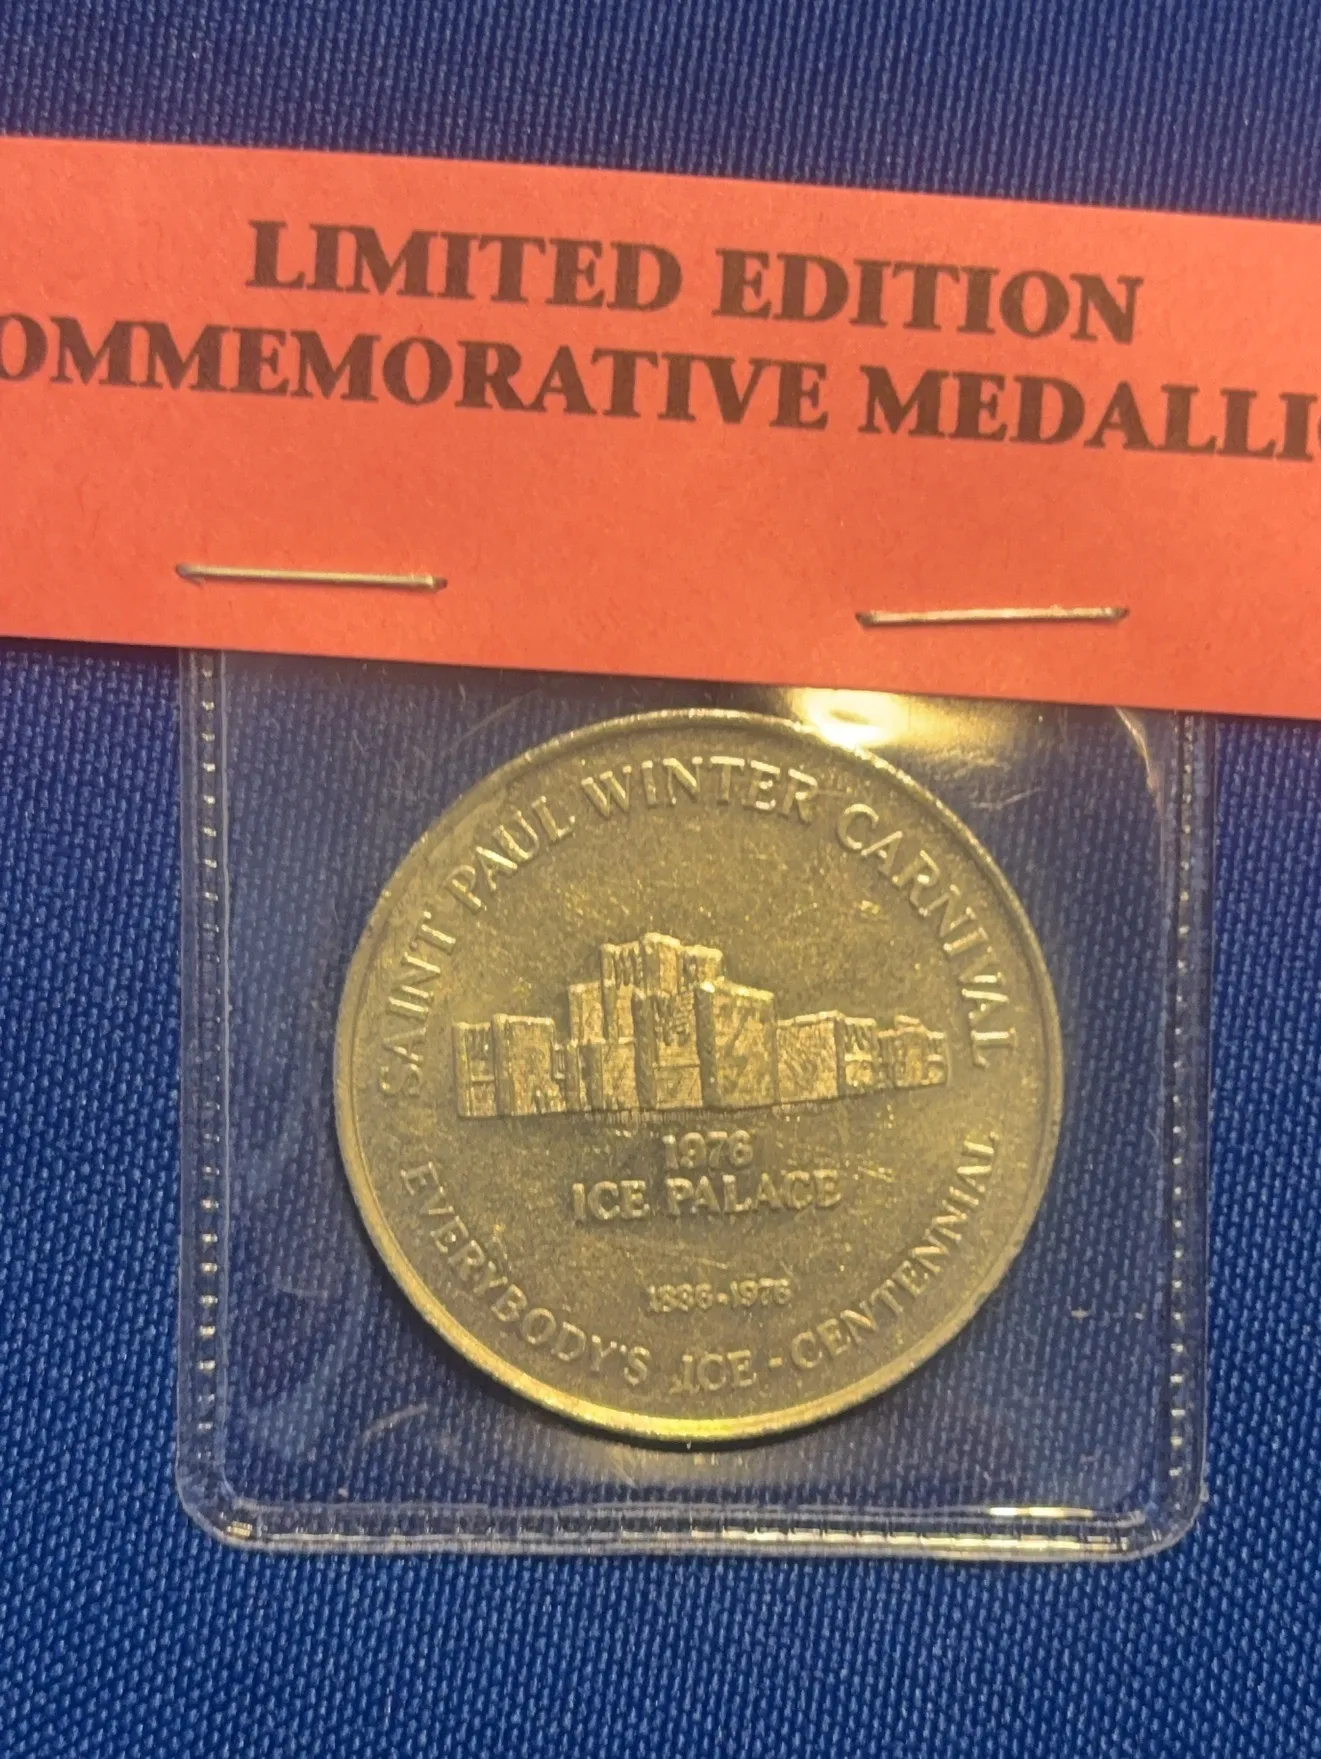 LIMITED EDITION
OMMEMORATIVE MEDALLI
SAINT PAUL WINTER CARNIVAL
1976
ICE PALACE
1886-1976
EVERYBODY'S ICE-CENTENNIAL